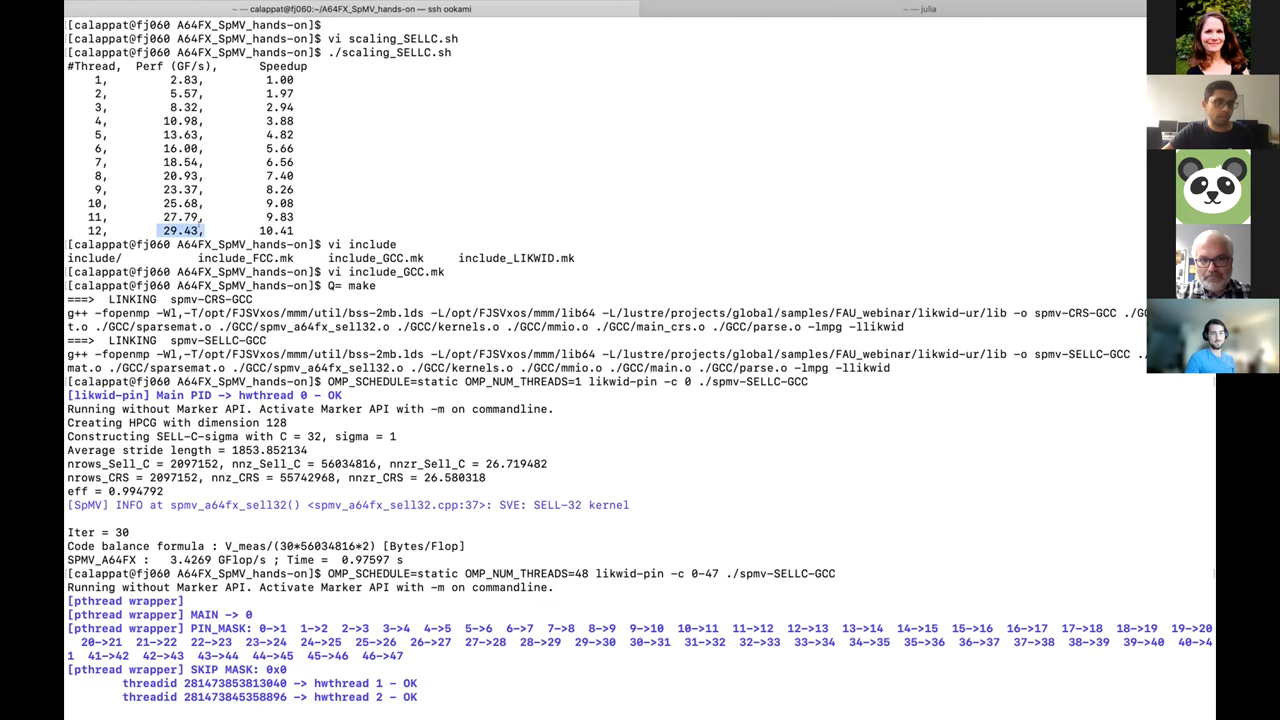 ~ — calappat@fj060:~/A64FX_SpMV_hands-on — ssh ookami
~ — julia
[calappat@fj060 A64FX_SpMV_hands-on]$
[calappat@fj060 A64FX_SpMV_hands-on]$ vi scaling_SELLC.sh
[calappat@fj060 A64FX_SpMV_hands-on]$ ./scaling_SELLC.sh
#Thread, Perf (GF/s), Speedup
1, 2.83, 1.00
2, 5.57, 1.97
3, 8.32, 2.94
4, 10.98, 3.88
5, 13.63, 4.82
6, 16.00, 5.66
7, 18.54, 6.56
8, 20.93, 7.40
9, 23.37, 8.26
10, 25.68, 9.08
11, 27.79, 9.83
12, 29.43, 10.41
[calappat@fj060 A64FX_SpMV_hands-on]$ vi include
include/ include_FCC.mk include_GCC.mk include_LIKWID.mk
[calappat@fj060 A64FX_SpMV_hands-on]$ vi include_GCC.mk
[calappat@fj060 A64FX_SpMV_hands-on]$ Q= make
===> LINKING spmv-CRS-GCC
g++ -fopenmp -Wl,-T/opt/FJSVxos/mmm/util/bss-2mb.lds -L/opt/FJSVxos/mmm/lib64 -L/lustre/projects/global/samples/FAU_webinar/likwid-ur/lib -o spmv-CRS-GCC ./GC
t.o ./GCC/sparsemat.o ./GCC/spmv_a64fx_sell32.o ./GCC/kernels.o ./GCC/mmio.o ./GCC/main_crs.o ./GCC/parse.o -lmpg -llikwid
===> LINKING spmv-SELLC-GCC
g++ -fopenmp -Wl,-T/opt/FJSVxos/mmm/util/bss-2mb.lds -L/opt/FJSVxos/mmm/lib64 -L/lustre/projects/global/samples/FAU_webinar/likwid-ur/lib -o spmv-SELLC-GCC .
mat.o ./GCC/sparsemat.o ./GCC/spmv_a64fx_sell32.o ./GCC/kernels.o ./GCC/mmio.o ./GCC/main.o ./GCC/parse.o -lmpg -llikwid
[calappat@fj060 A64FX_SpMV_hands-on]$ OMP_SCHEDULE=static OMP_NUM_THREADS=1 likwid-pin -c 0 ./spmv-SELLC-GCC
[likwid-pin] Main PID -> hwthread 0 - OK
Running without Marker API. Activate Marker API with -m on commandline.
Creating HPCG with dimension 128
Constructing SELL-C-sigma with C = 32, sigma = 1
Average stride length = 1853.852134
nrows_Sell_C = 2097152, nnz_Sell_C = 56034816, nnzr_Sell_C = 26.719482
nrows_CRS = 2097152, nnz_CRS = 55742968, nnzr_CRS = 26.580318
eff = 0.994792
[SpMV] INFO at spmv_a64fx_sell32() <spmv_a64fx_sell32.cpp:37>: SVE: SELL-32 kernel
Iter = 30
Code balance formula : V_meas/(30*56034816*2) [Bytes/Flop]
SPMV_A64FX : 3.4269 GFlop/s ; Time = 0.97597 s
[calappat@fj060 A64FX_SpMV_hands-on]$ OMP_SCHEDULE=static OMP_NUM_THREADS=48 likwid-pin -c 0-47 ./spmv-SELLC-GCC
Running without Marker API. Activate Marker API with -m on commandline.
[pthread wrapper]
[pthread wrapper] MAIN -> 0
[pthread wrapper] PIN_MASK: 0->1 1->2 2->3 3->4 4->5 5->6 6->7 7->8 8->9 9->10 10->11 11->12 12->13 13->14 14->15 15->16 16->17 17->18 18->19 19->20
20->21 21->22 22->23 23->24 24->25 25->26 26->27 27->28 28->29 29->30 30->31 31->32 32->33 33->34 34->35 35->36 36->37 37->38 38->39 39->40 40->4
1 41->42 42->43 43->44 44->45 45->46 46->47
[pthread wrapper] SKIP MASK: 0x0
threadid 281473853813040 -> hwthread 1 - OK
threadid 281473845358896 -> hwthread 2 - OK